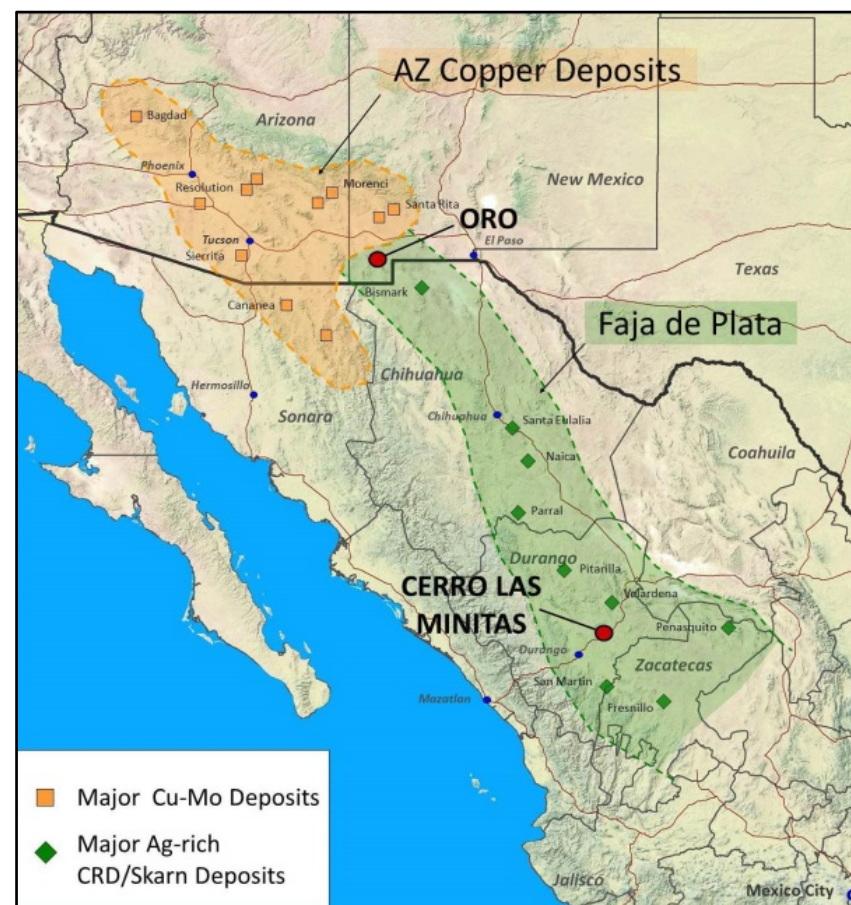 AZ Copper Deposits
Bagdad
Arizona
Phoenix
Resolution
Morenci
Santa Rita
New Mexico
ORO
Tucson
El Paso
Sierrita
Texas
Bismark
Cananea
Faja de Plata
Hermosillo
Chihuahua
Sonara
Chihuahua
Santa Eulalia
Coahuila
Naica
Parral
Durango
Pitarilla
CERRO LAS
MINITAS
Velardena
Penasquito
Durango
Zacatecas
San Martin
Mazatlan
Fresnillo
Major Cu-Mo Deposits
Major Ag-rich
CRD/Skarn Deposits
Jalisco
Mexico City